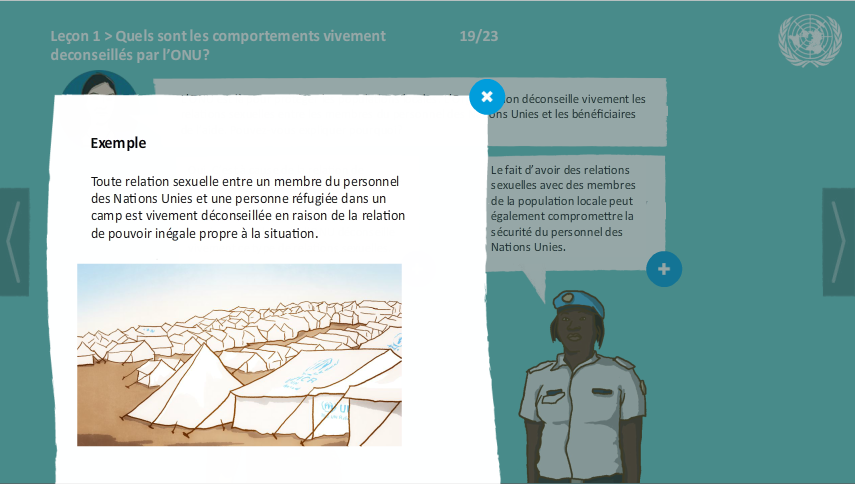 Leçon 1 > Quels sont les comportements vivement
deconseillés par l'ONU?
19/23
ion déconseille vivement les
ons Unies et les bénéficiaires
Exemple
Toute relation sexuelle entre un membre du personnel
des Nations Unies et une personne réfugiée dans un
camp est vivement déconseillée en raison de la relation
de pouvoir inégale propre à la situation.
Le fait d'avoir des relations
sexuelles avec des membres
de la population locale peut
également compromettre la
sécurité du personnel des
Nations Unies.